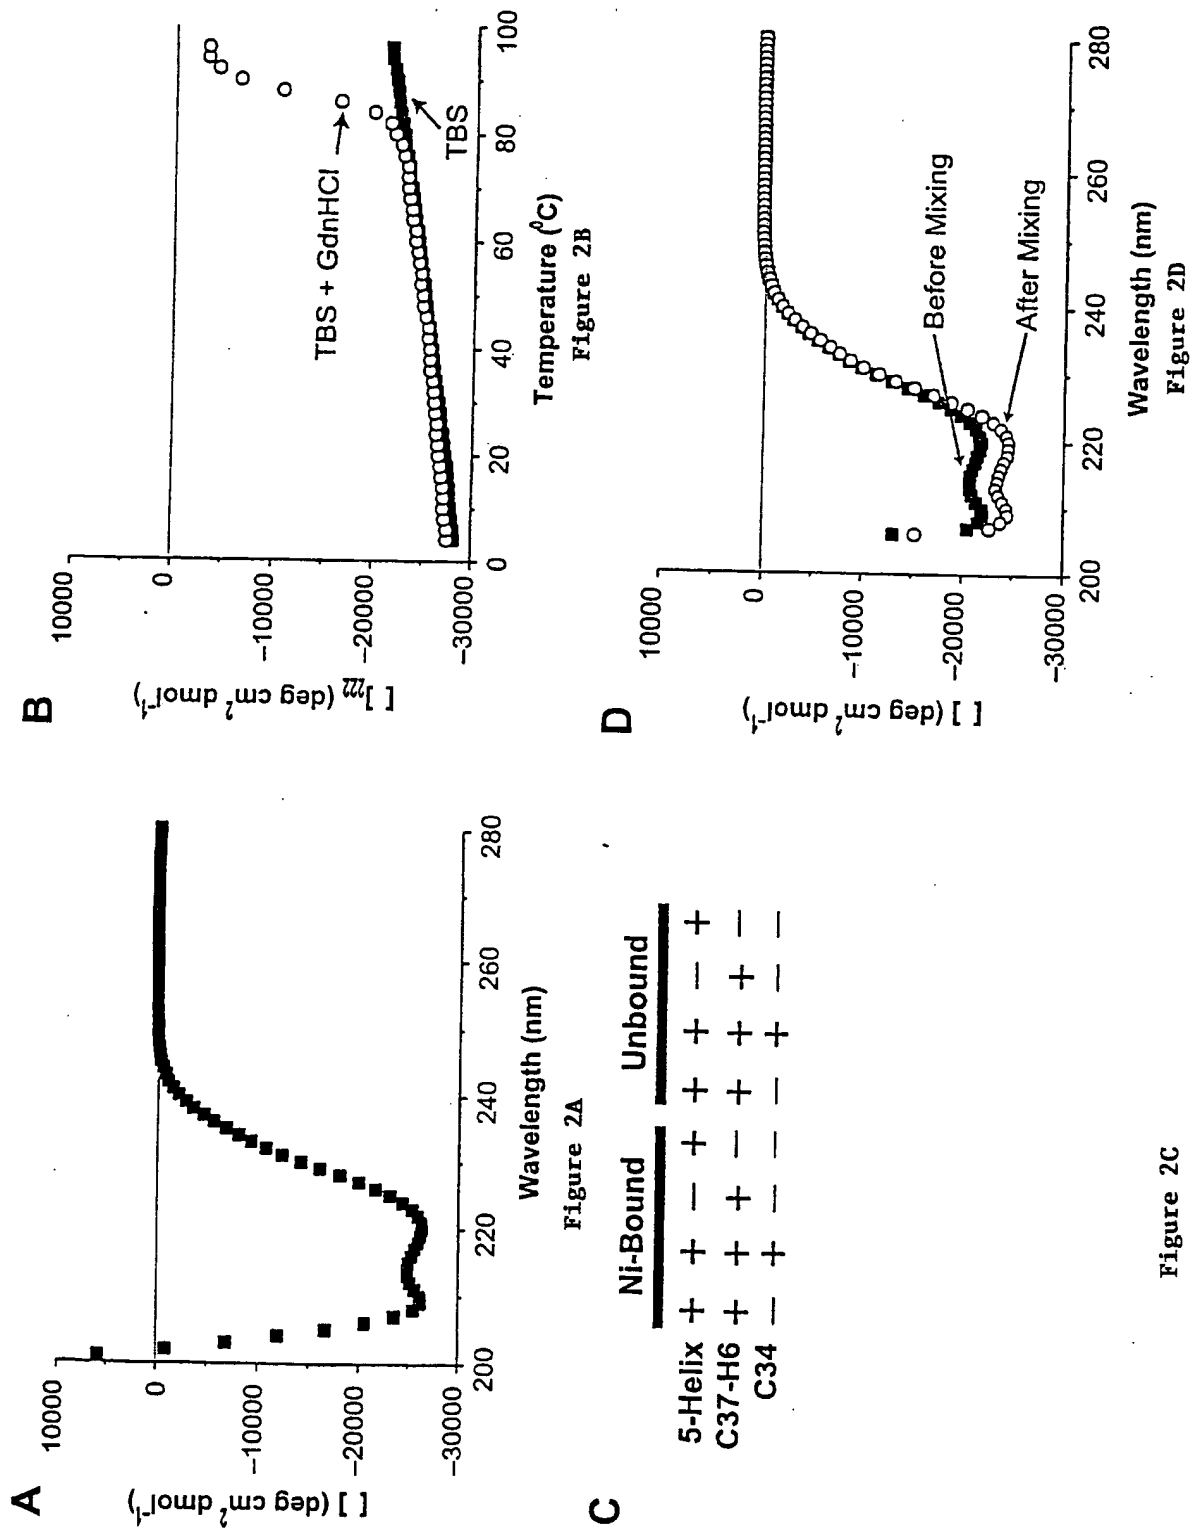 A
10000
0
−10000
−20000
−30000
[ ] (deg cm² dmol⁻¹)
200 220 240 260 280
Wavelength (nm)
Figure 2A
B
10000
0
−10000
−20000
−30000
[ ]₂₂₂ (deg cm² dmol⁻¹)
TBS + GdnHCl
TBS
0 20 40 60 80 100
Temperature (⁰C)
Figure 2B
C
Ni-Bound Unbound
5-Helix + + − + + + − +
C37-H6 + + + − + + + −
C34 − + − − − + − −
Figure 2C
D
10000
0
−10000
−20000
−30000
[ ] (deg cm² dmol⁻¹)
Before Mixing
After Mixing
200 220 240 260 280
Wavelength (nm)
Figure 2D